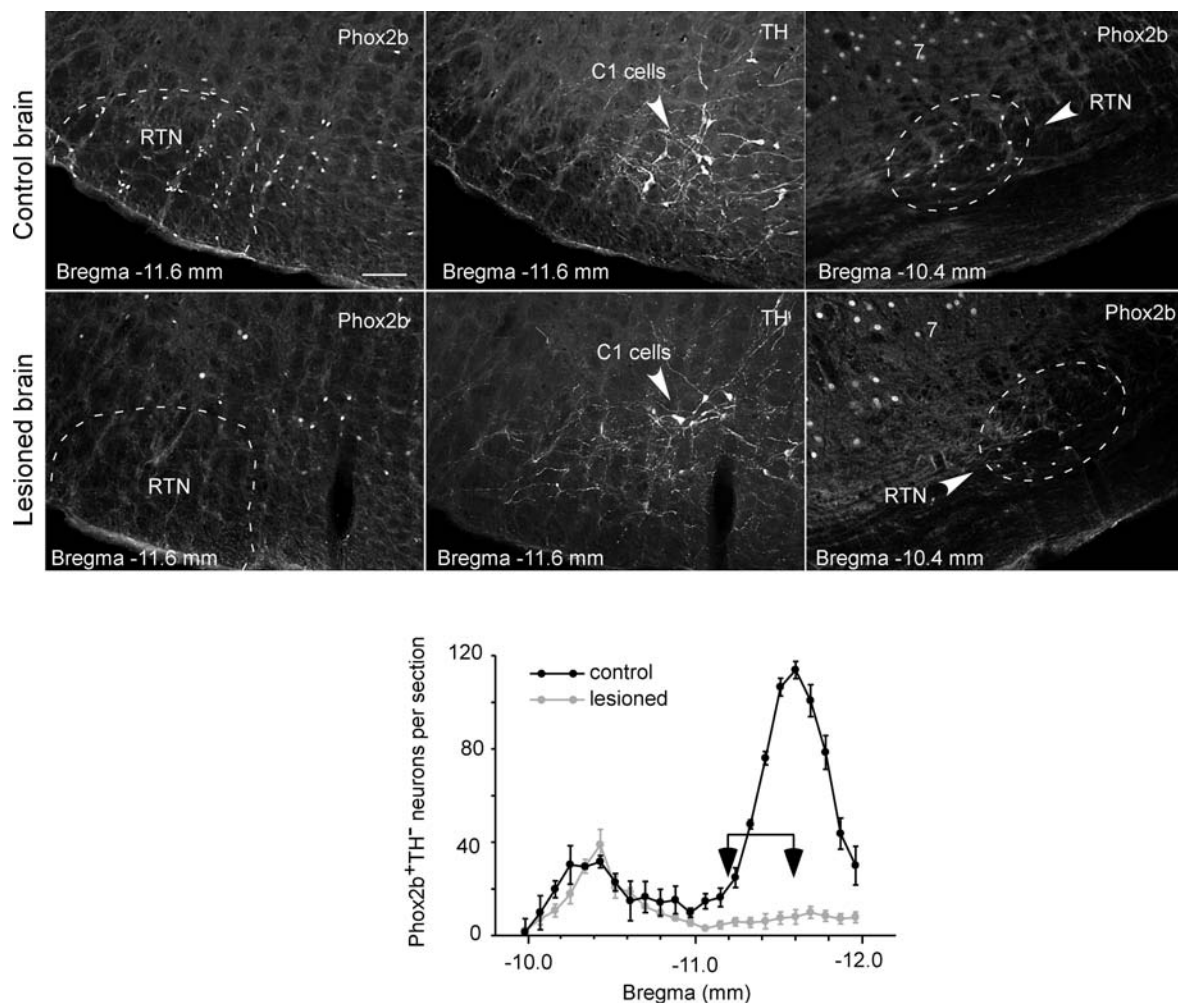 Control brain
Phox2b
RTN
Bregma -11.6 mm
TH
C1 cells
Bregma -11.6 mm
Phox2b
7
RTN
Bregma -10.4 mm
Lesioned brain
Phox2b
RTN
Bregma -11.6 mm
TH
C1 cells
Bregma -11.6 mm
Phox2b
7
RTN
Bregma -10.4 mm
Phox2b⁺TH⁻ neurons per section
120
80
40
0
control
lesioned
-10.0 -11.0 -12.0
Bregma (mm)